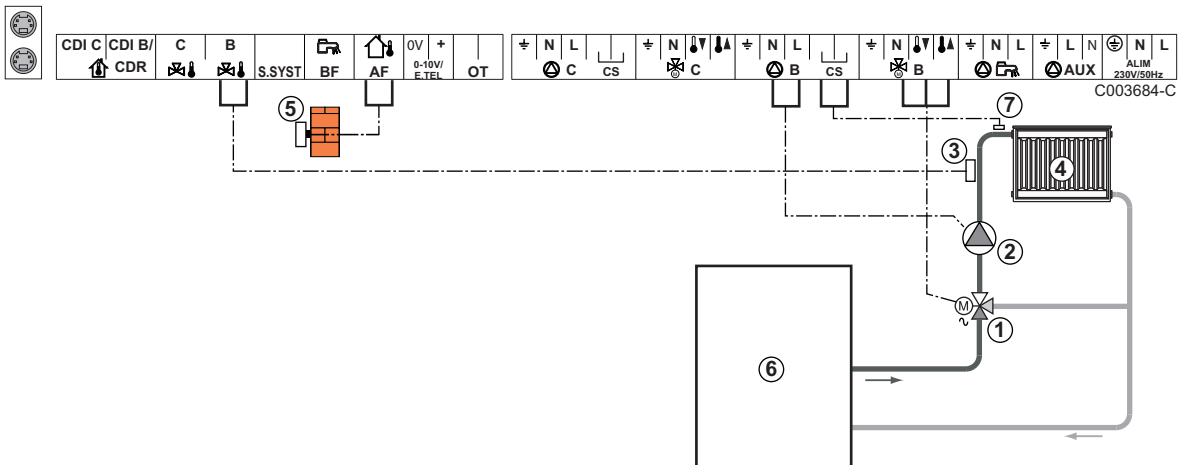 CDI C CDI B/ C B 0V +
CDR S.SYST BF AF 0-10V/ E.TEL OT
N L N N L N N L L N N L
C CS C B CS B AUX ALIM 230V/50Hz
C003684-C
5
7
3
4
2
M
1
6